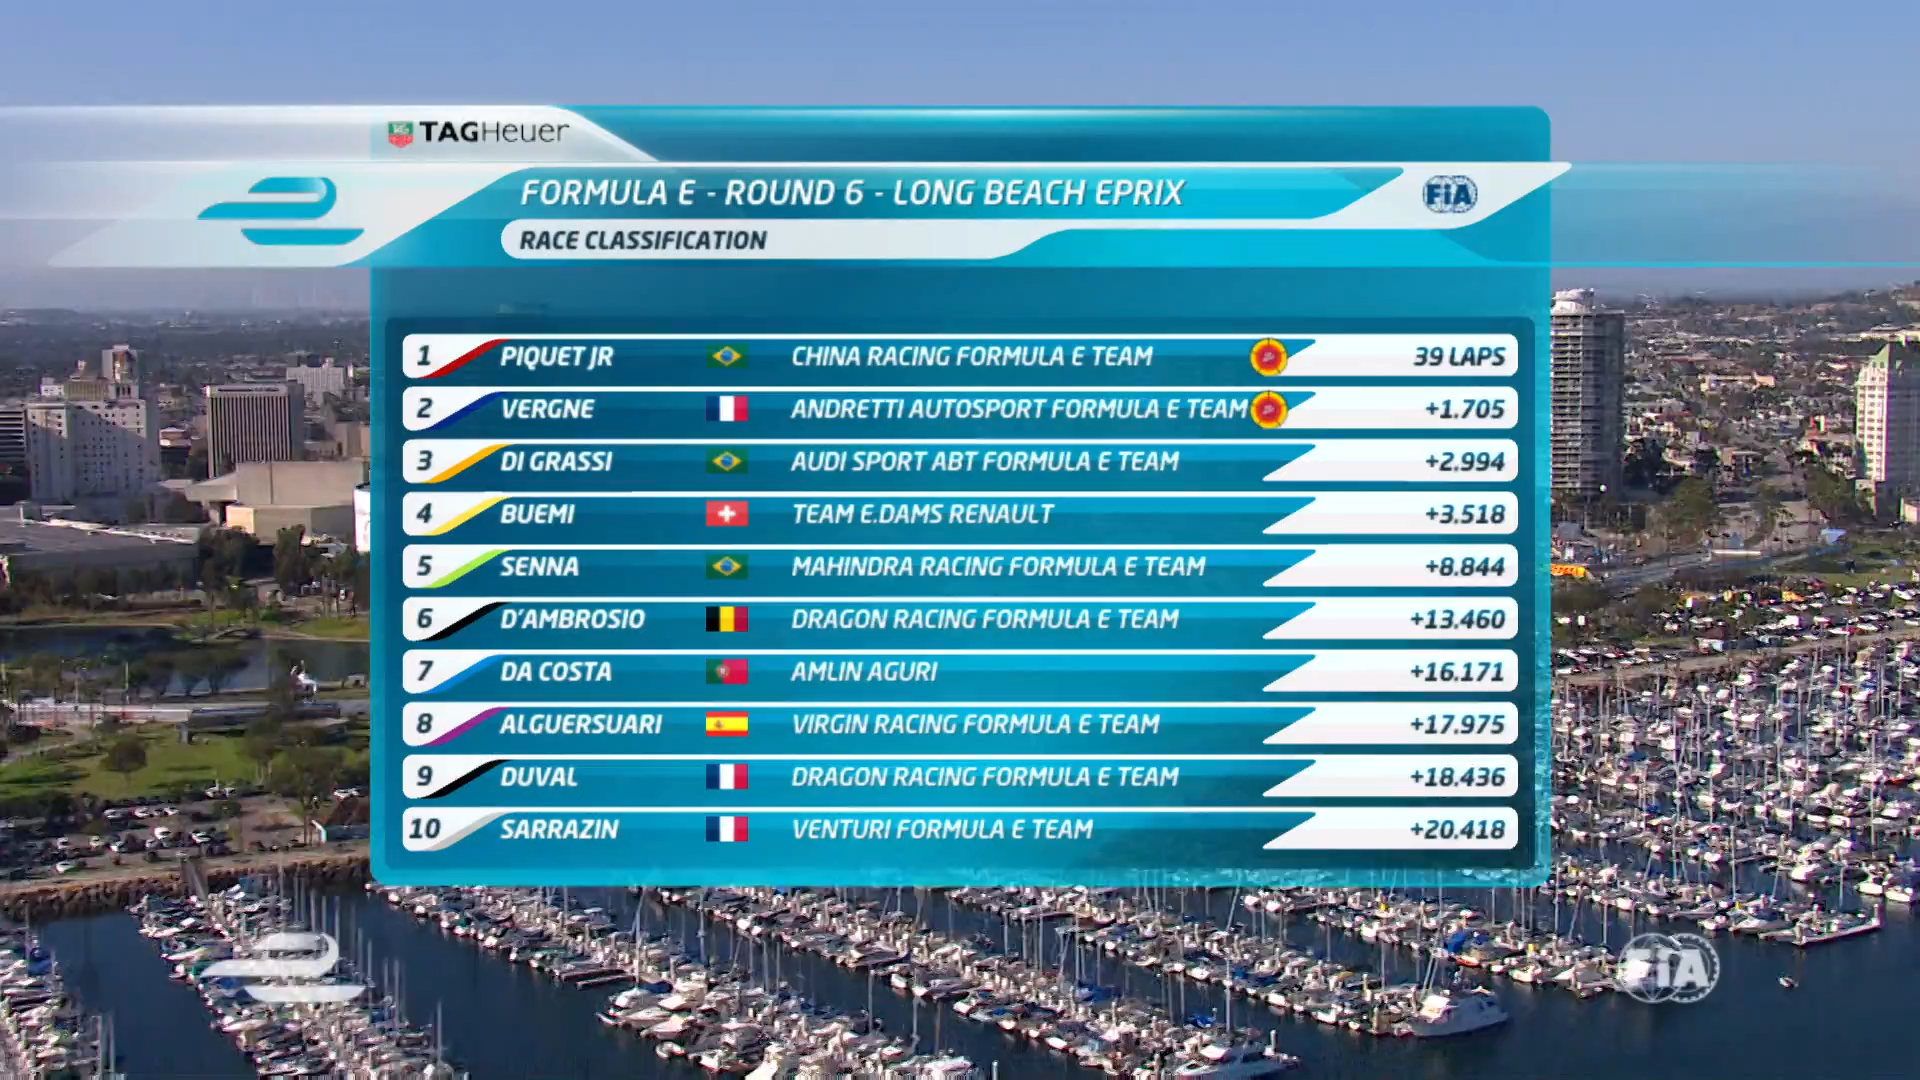 TAGHeuer
FORMULA E - ROUND 6 - LONG BEACH EPRIX
FIA
RACE CLASSIFICATION
1 PIQUET JR CHINA RACING FORMULA E TEAM 39 LAPS
2 VERGNE ANDRETTI AUTOSPORT FORMULA E TEAM +1.705
3 DI GRASSI AUDI SPORT ABT FORMULA E TEAM +2.994
4 BUEMI TEAM E.DAMS RENAULT +3.518
5 SENNA MAHINDRA RACING FORMULA E TEAM +8.844
6 D'AMBROSIO DRAGON RACING FORMULA E TEAM +13.460
7 DA COSTA AMLIN AGURI +16.171
8 ALGUERSUARI VIRGIN RACING FORMULA E TEAM +17.975
9 DUVAL DRAGON RACING FORMULA E TEAM +18.436
10 SARRAZIN VENTURI FORMULA E TEAM +20.418
FIA